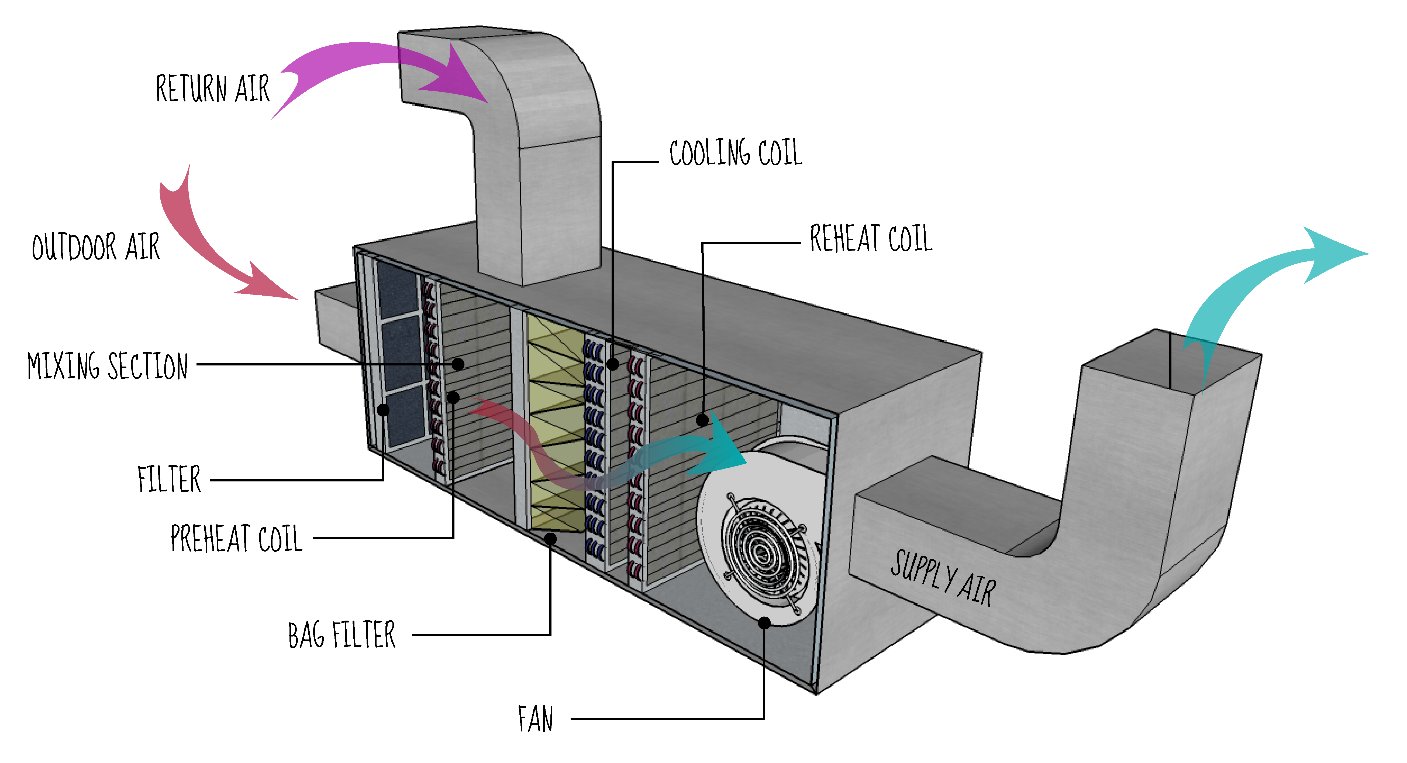 RETURN AIR
COOLING COIL
OUTDOOR AIR
REHEAT COIL
MIXING SECTION
FILTER
PREHEAT COIL
SUPPLY AIR
BAG FILTER
FAN